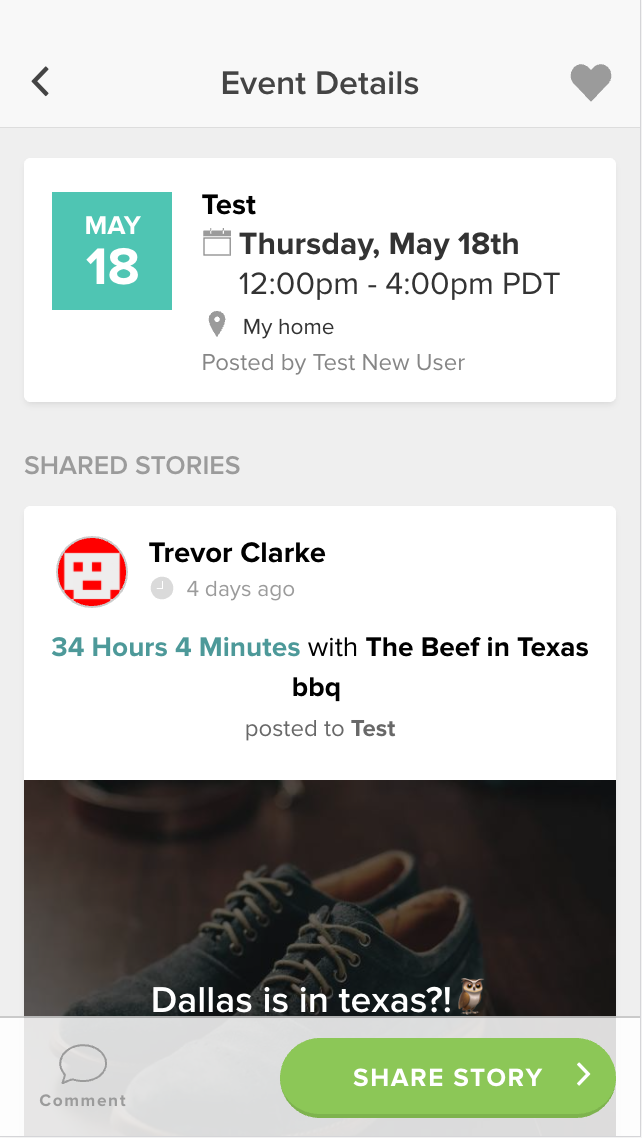 Event Details
MAY
18
Test
Thursday, May 18th
12:00pm - 4:00pm PDT
My home
Posted by Test New User
SHARED STORIES
Trevor Clarke
4 days ago
34 Hours 4 Minutes with The Beef in Texas
bbq
posted to Test
Dallas is in texas?!🦉
Comment
SHARE STORY